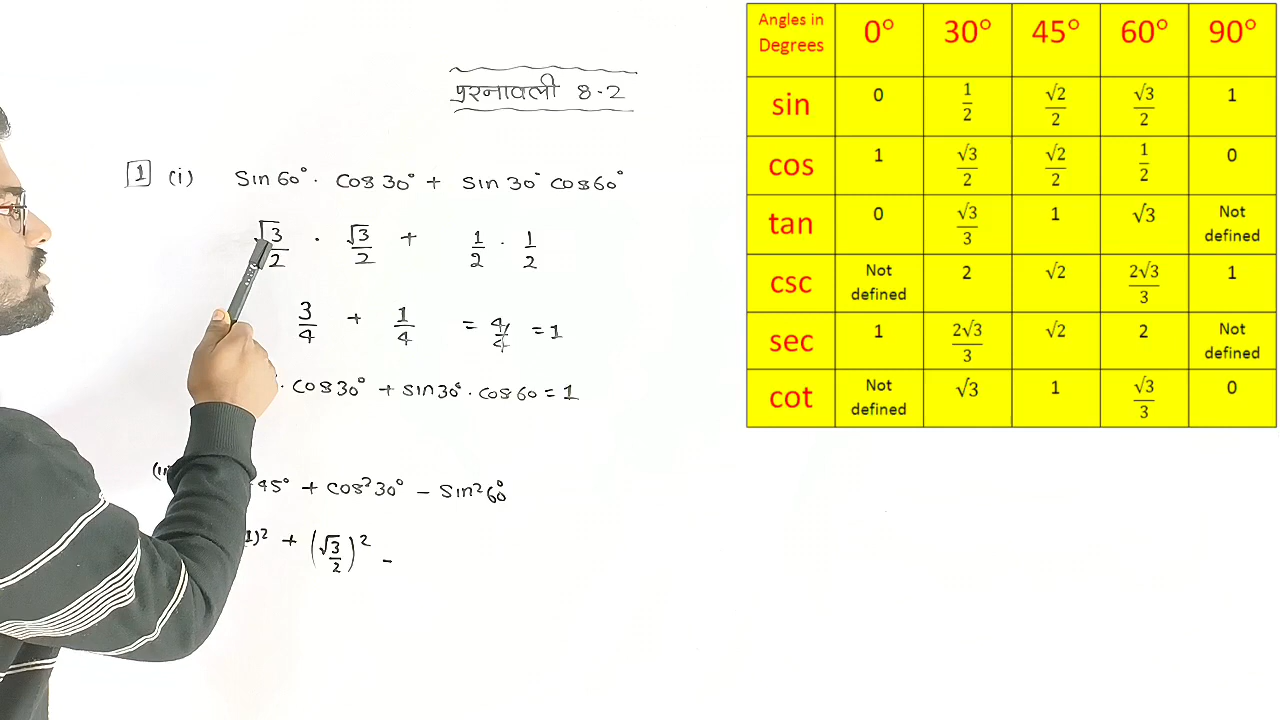 प्रश्नावली 8.2
1 (i) Sin 60° · Cos 30° + Sin 30° Cos 60°
√3/2 · √3/2 + 1/2 · 1/2
3/4 + 1/4 = 4/4 = 1
· Cos 30° + Sin 30° · Cos 60 = 1
45° + Cos² 30° - Sin² 60°
1)² + (√3/2)² -
Angles in Degrees 0° 30° 45° 60° 90°
sin 0 1/2 √2/2 √3/2 1
cos 1 √3/2 √2/2 1/2 0
tan 0 √3/3 1 √3 Not defined
csc Not defined 2 √2 2√3/3 1
sec 1 2√3/3 √2 2 Not defined
cot Not defined √3 1 √3/3 0